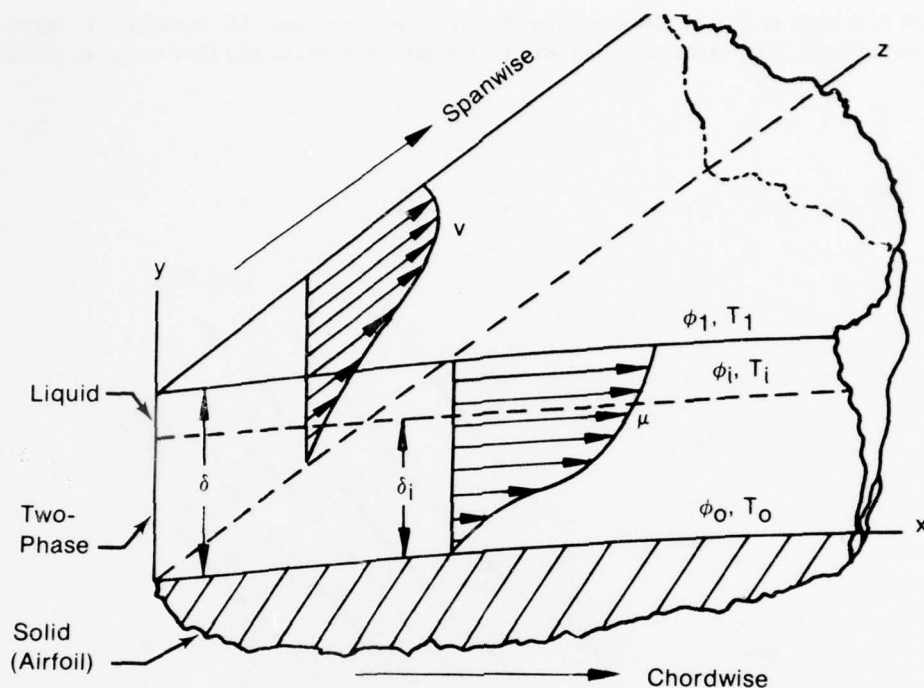 z
Spanwise
v
y
ϕ1, T1
Liquid
ϕi, Ti
μ
δ
δi
Two-
Phase
ϕo, To
x
Solid
(Airfoil)
Chordwise